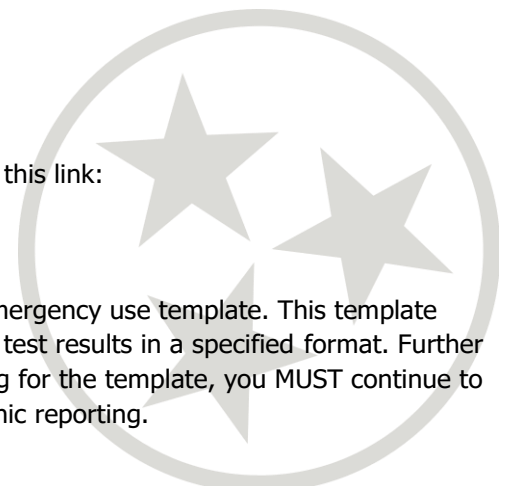 this link:
mergency use template. This template
test results in a specified format. Further
g for the template, you MUST continue to
nic reporting.